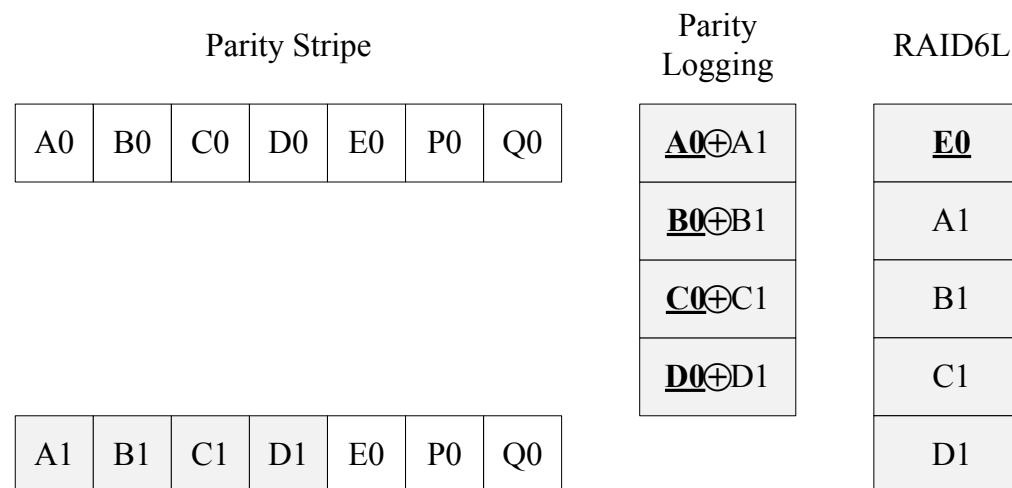 Parity Stripe
Parity
Logging
RAID6L
A0 B0 C0 D0 E0 P0 Q0
A0⊕A1
E0
B0⊕B1
A1
C0⊕C1
B1
D0⊕D1
C1
A1 B1 C1 D1 E0 P0 Q0
D1